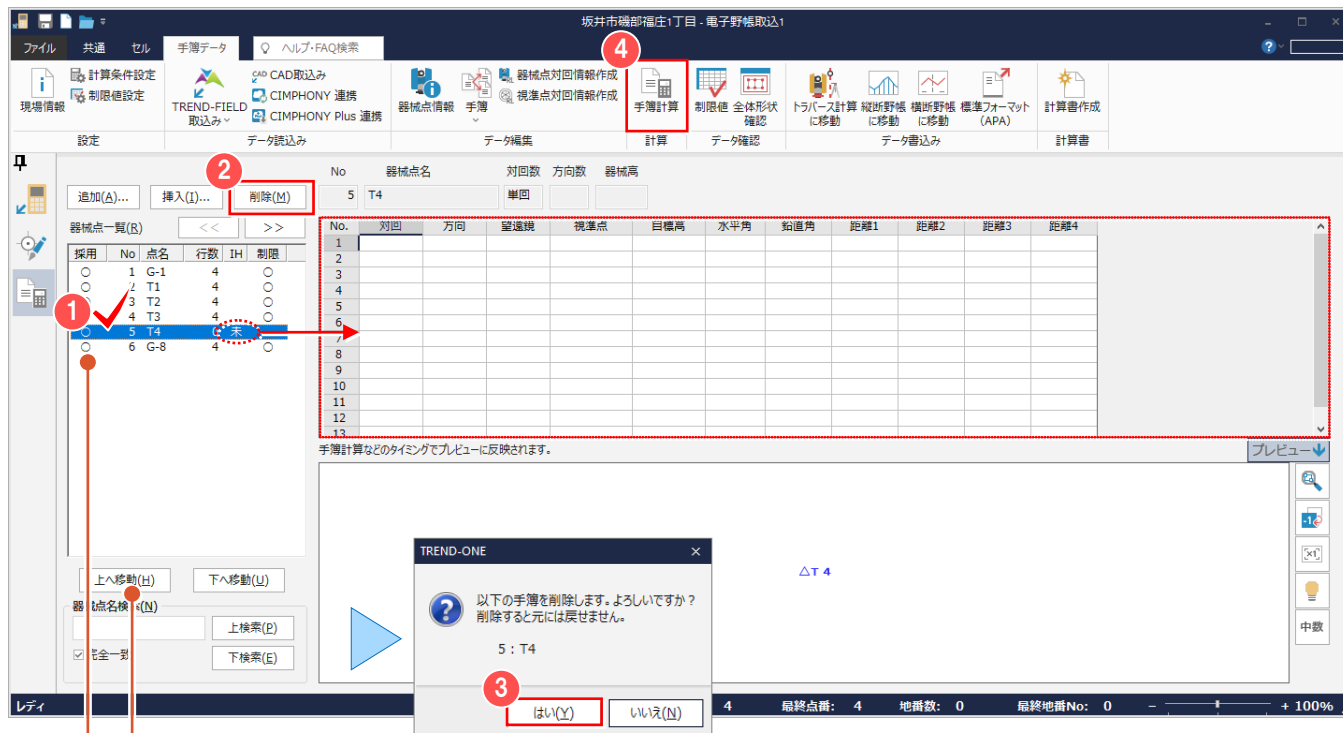 坂井市磯部福庄1丁目 - 電子野帳取込1
ファイル 共通 セル 手簿データ ヘルプ・FAQ検索
4
現場情報
計算条件設定
制限値設定
設定
TREND-FIELD
取込み
CAD CAD取込み
CIMPHONY 連携
CIMPHONY Plus 連携
データ読込み
器械点情報
手簿
器械点対回情報作成
視準点対回情報作成
データ編集
手簿計算
計算
制限値
全体形状
確認
データ確認
トラバース計算
に移動
縦断野帳
に移動
横断野帳
に移動
標準フォーマット
(APA)
データ書込み
計算書作成
計算書
2
追加(A)... 挿入(I)... 削除(M)
No 器械点名 対回数 方向数 器械高
5 T4 単回
器械点一覧(R) << >>
採用 No 点名 行数 IH 制限
○ 1 G-1 4 ○
○ 2 T1 4 ○
3 T2 4 ○
4 T3 4 ○
○ 5 T4 0 未
○ 6 G-8 4 ○
1
No. 対回 方向 望遠鏡 視準点 目標高 水平角 鉛直角 距離1 距離2 距離3 距離4
1
2
3
4
5
6
7
8
9
10
11
12
13
手簿計算などのタイミングでプレビューに反映されます。
プレビュー
△T 4
-1
[x1]
中数
上へ移動(H) 下へ移動(U)
器械点名検索(N)
上検索(P)
完全一致
下検索(E)
TREND-ONE ×
以下の手簿を削除します。よろしいですか？
削除すると元には戻せません。
5 : T4
3
はい(Y) いいえ(N)
レディ 4 最終点番: 4 地番数: 0 最終地番No: 0 - + 100%